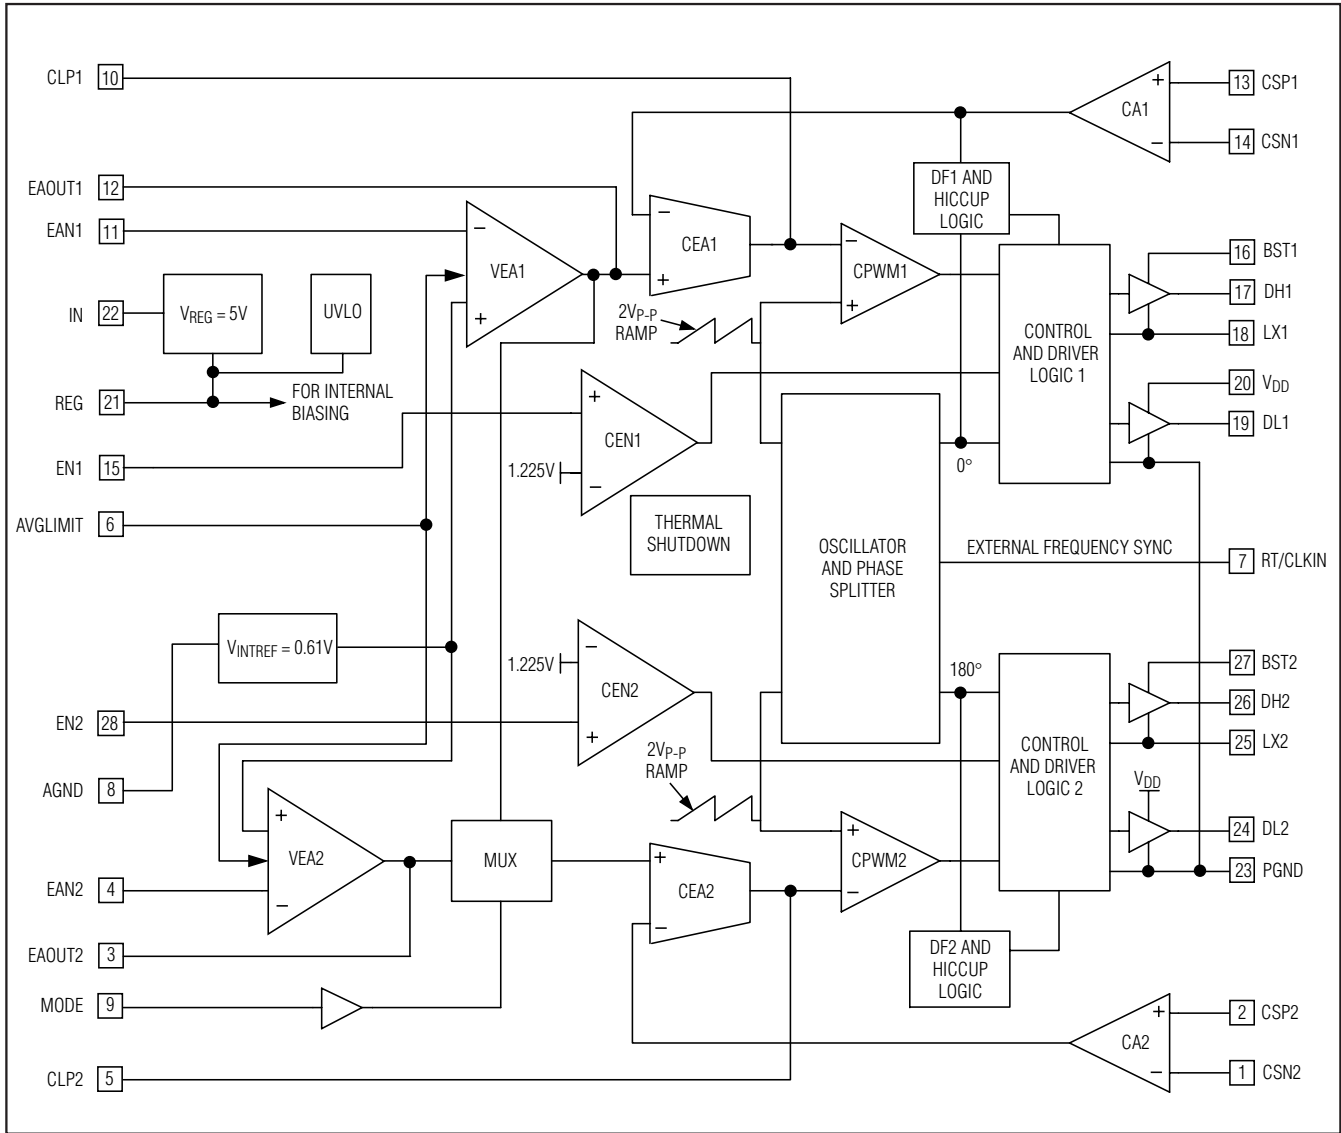 CLP1 10
EAOUT1 12
EAN1 11
IN 22
REG 21
EN1 15
AVGLIMIT 6
EN2 28
AGND 8
EAN2 4
EAOUT2 3
MODE 9
CLP2 5
VREG = 5V
UVLO
FOR INTERNAL
BIASING
VINTREF = 0.61V
−
VEA1
+
+
VEA2
−
MUX
−
CEA1
+
2VP-P
RAMP
+
CEN1
1.225V
−
THERMAL
SHUTDOWN
−
1.225V
CEN2
+
2VP-P
RAMP
+
CEA2
−
−
CPWM1
+
+
CPWM2
−
OSCILLATOR
AND PHASE
SPLITTER
+
CA1
−
DF1 AND
HICCUP
LOGIC
CONTROL
AND DRIVER
LOGIC 1
0°
EXTERNAL FREQUENCY SYNC
180°
CONTROL
AND DRIVER
LOGIC 2
VDD
DF2 AND
HICCUP
LOGIC
+
CA2
−
13 CSP1
14 CSN1
16 BST1
17 DH1
18 LX1
20 VDD
19 DL1
7 RT/CLKIN
27 BST2
26 DH2
25 LX2
24 DL2
23 PGND
2 CSP2
1 CSN2